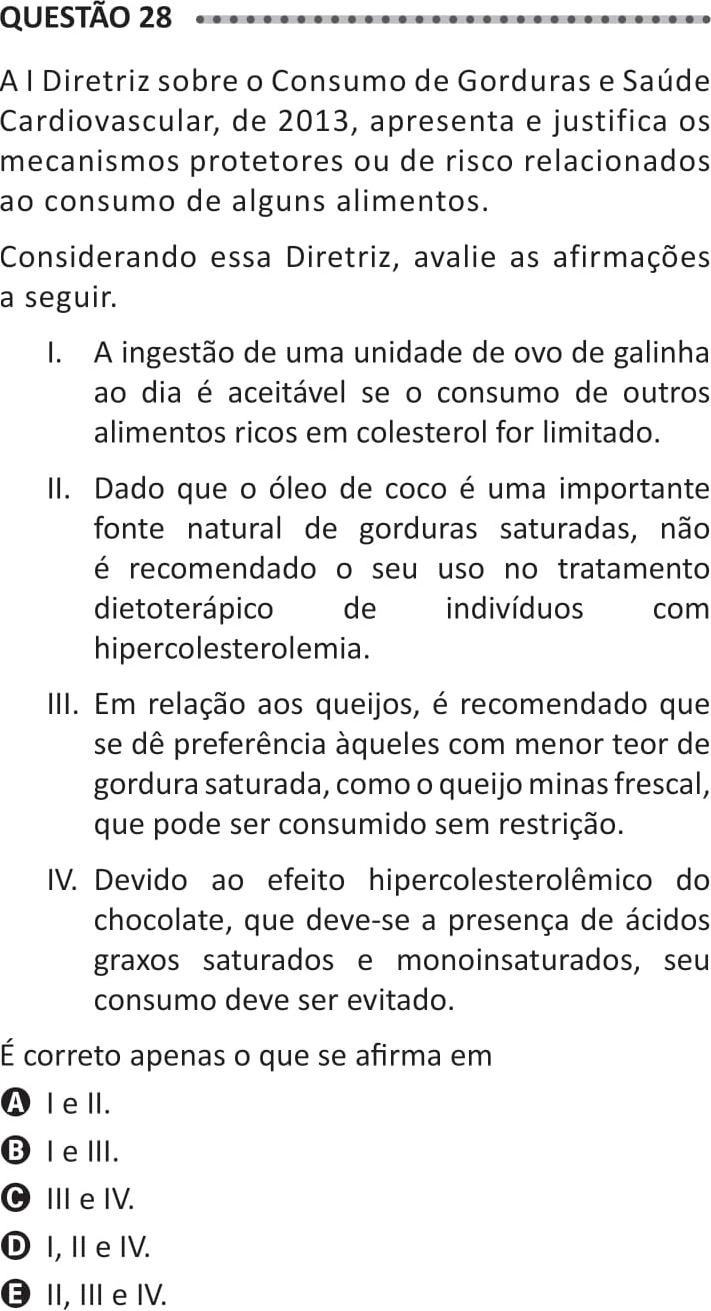 QUESTÃO 28
A I Diretriz sobre o Consumo de Gorduras e Saúde
Cardiovascular, de 2013, apresenta e justifica os
mecanismos protetores ou de risco relacionados
ao consumo de alguns alimentos.
Considerando essa Diretriz, avalie as afirmações
a seguir.
I. A ingestão de uma unidade de ovo de galinha
ao dia é aceitável se o consumo de outros
alimentos ricos em colesterol for limitado.
II. Dado que o óleo de coco é uma importante
fonte natural de gorduras saturadas, não
é recomendado o seu uso no tratamento
dietoterápico de indivíduos com
hipercolesterolemia.
III. Em relação aos queijos, é recomendado que
se dê preferência àqueles com menor teor de
gordura saturada, como o queijo minas frescal,
que pode ser consumido sem restrição.
IV. Devido ao efeito hipercolesterolêmico do
chocolate, que deve-se a presença de ácidos
graxos saturados e monoinsaturados, seu
consumo deve ser evitado.
É correto apenas o que se afirma em
A I e II.
B I e III.
C III e IV.
D I, II e IV.
E II, III e IV.